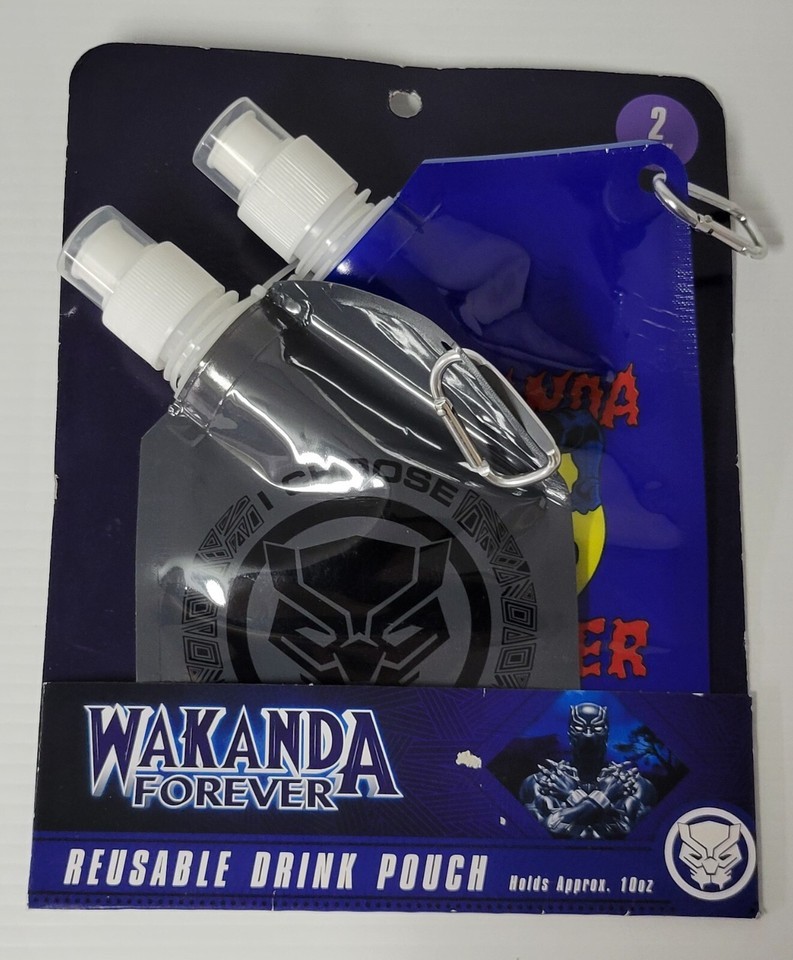 2
I CHOOSE
WAKANDA
FOREVER
REUSABLE DRINK POUCH Holds Approx. 10oz